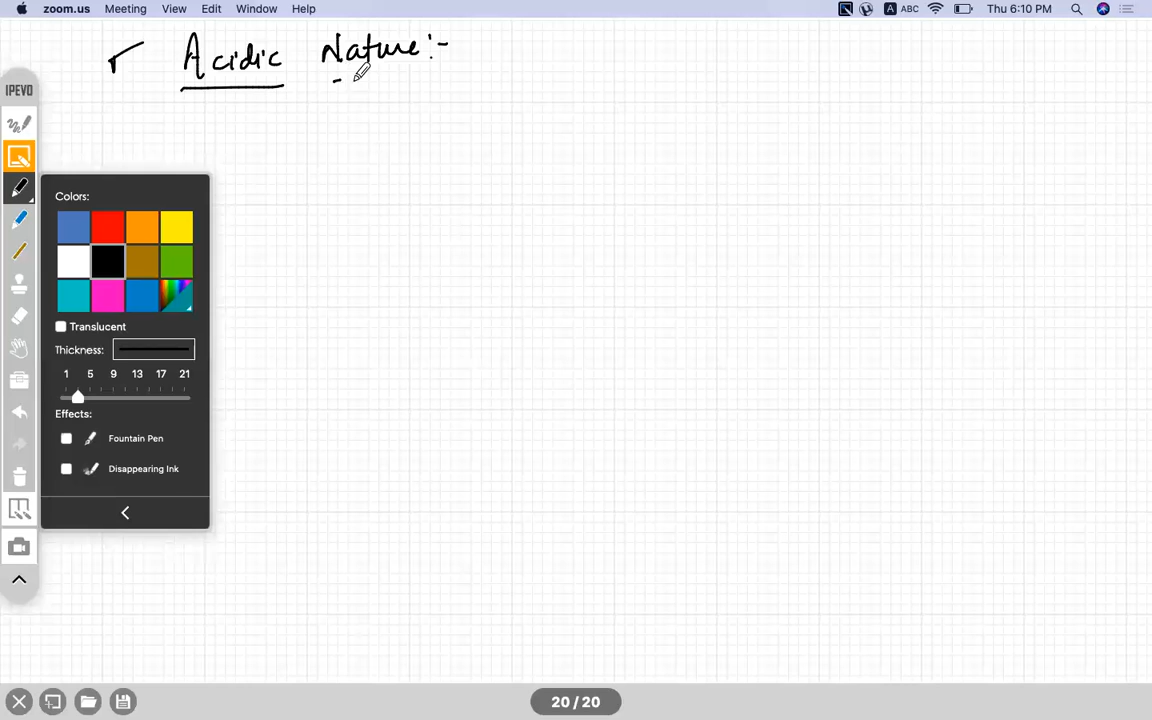 zoom.us Meeting View Edit Window Help A ABC Thu 6:10 PM
Acidic Nature :-
IPEVO
Colors:
Translucent
Thickness:
1 5 9 13 17 21
Effects:
Fountain Pen
Disappearing Ink
20 / 20